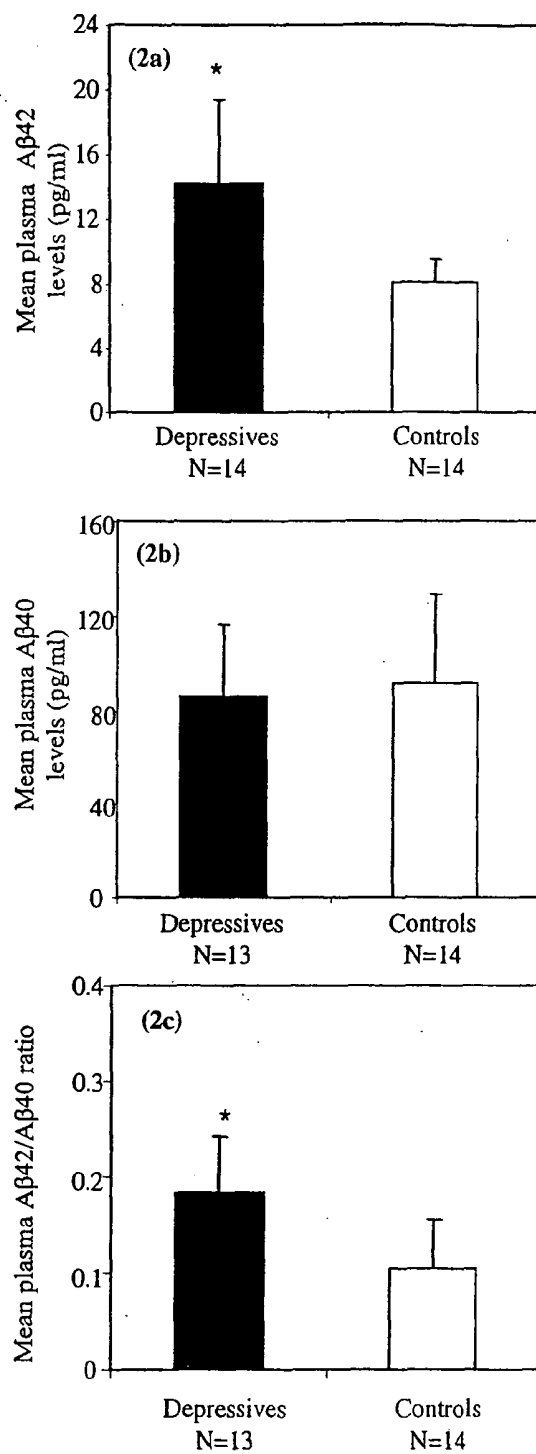 Mean plasma Aβ42
levels (pg/ml)
24
20
16
12
8
4
0
(2a)
*
Depressives
N=14
Controls
N=14
Mean plasma Aβ40
levels (pg/ml)
160
120
80
40
0
(2b)
Depressives
N=13
Controls
N=14
Mean plasma Aβ42/Aβ40 ratio
0.4
0.3
0.2
0.1
0
(2c)
*
Depressives
N=13
Controls
N=14